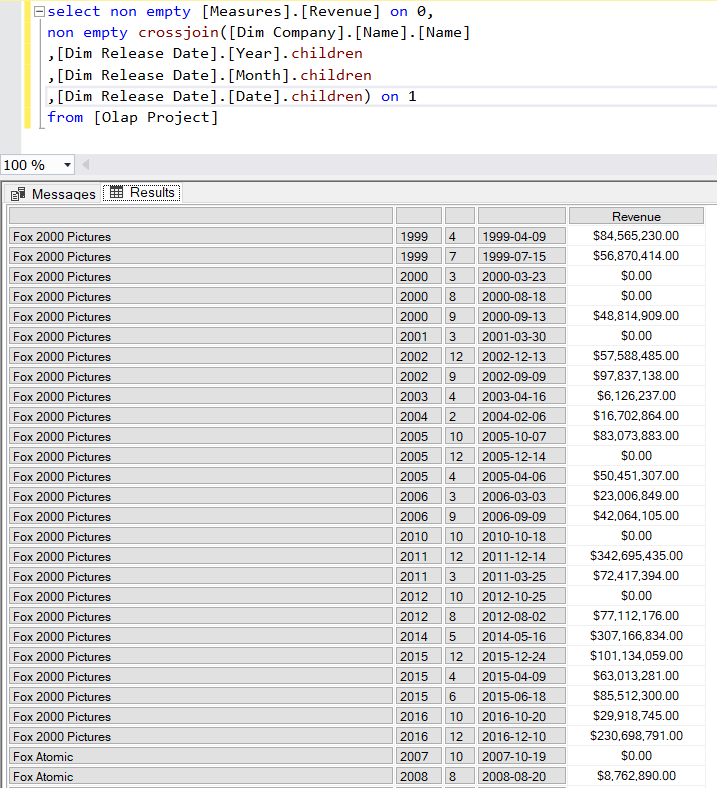 select non empty [Measures].[Revenue] on 0,
non empty crossjoin([Dim Company].[Name].[Name]
,[Dim Release Date].[Year].children
,[Dim Release Date].[Month].children
,[Dim Release Date].[Date].children) on 1
from [Olap Project]
100 %
Messages Results
Revenue
Fox 2000 Pictures 1999 4 1999-04-09 $84,565,230.00
Fox 2000 Pictures 1999 7 1999-07-15 $56,870,414.00
Fox 2000 Pictures 2000 3 2000-03-23 $0.00
Fox 2000 Pictures 2000 8 2000-08-18 $0.00
Fox 2000 Pictures 2000 9 2000-09-13 $48,814,909.00
Fox 2000 Pictures 2001 3 2001-03-30 $0.00
Fox 2000 Pictures 2002 12 2002-12-13 $57,588,485.00
Fox 2000 Pictures 2002 9 2002-09-09 $97,837,138.00
Fox 2000 Pictures 2003 4 2003-04-16 $6,126,237.00
Fox 2000 Pictures 2004 2 2004-02-06 $16,702,864.00
Fox 2000 Pictures 2005 10 2005-10-07 $83,073,883.00
Fox 2000 Pictures 2005 12 2005-12-14 $0.00
Fox 2000 Pictures 2005 4 2005-04-06 $50,451,307.00
Fox 2000 Pictures 2006 3 2006-03-03 $23,006,849.00
Fox 2000 Pictures 2006 9 2006-09-09 $42,064,105.00
Fox 2000 Pictures 2010 10 2010-10-18 $0.00
Fox 2000 Pictures 2011 12 2011-12-14 $342,695,435.00
Fox 2000 Pictures 2011 3 2011-03-25 $72,417,394.00
Fox 2000 Pictures 2012 10 2012-10-25 $0.00
Fox 2000 Pictures 2012 8 2012-08-02 $77,112,176.00
Fox 2000 Pictures 2014 5 2014-05-16 $307,166,834.00
Fox 2000 Pictures 2015 12 2015-12-24 $101,134,059.00
Fox 2000 Pictures 2015 4 2015-04-09 $63,013,281.00
Fox 2000 Pictures 2015 6 2015-06-18 $85,512,300.00
Fox 2000 Pictures 2016 10 2016-10-20 $29,918,745.00
Fox 2000 Pictures 2016 12 2016-12-10 $230,698,791.00
Fox Atomic 2007 10 2007-10-19 $0.00
Fox Atomic 2008 8 2008-08-20 $8,762,890.00